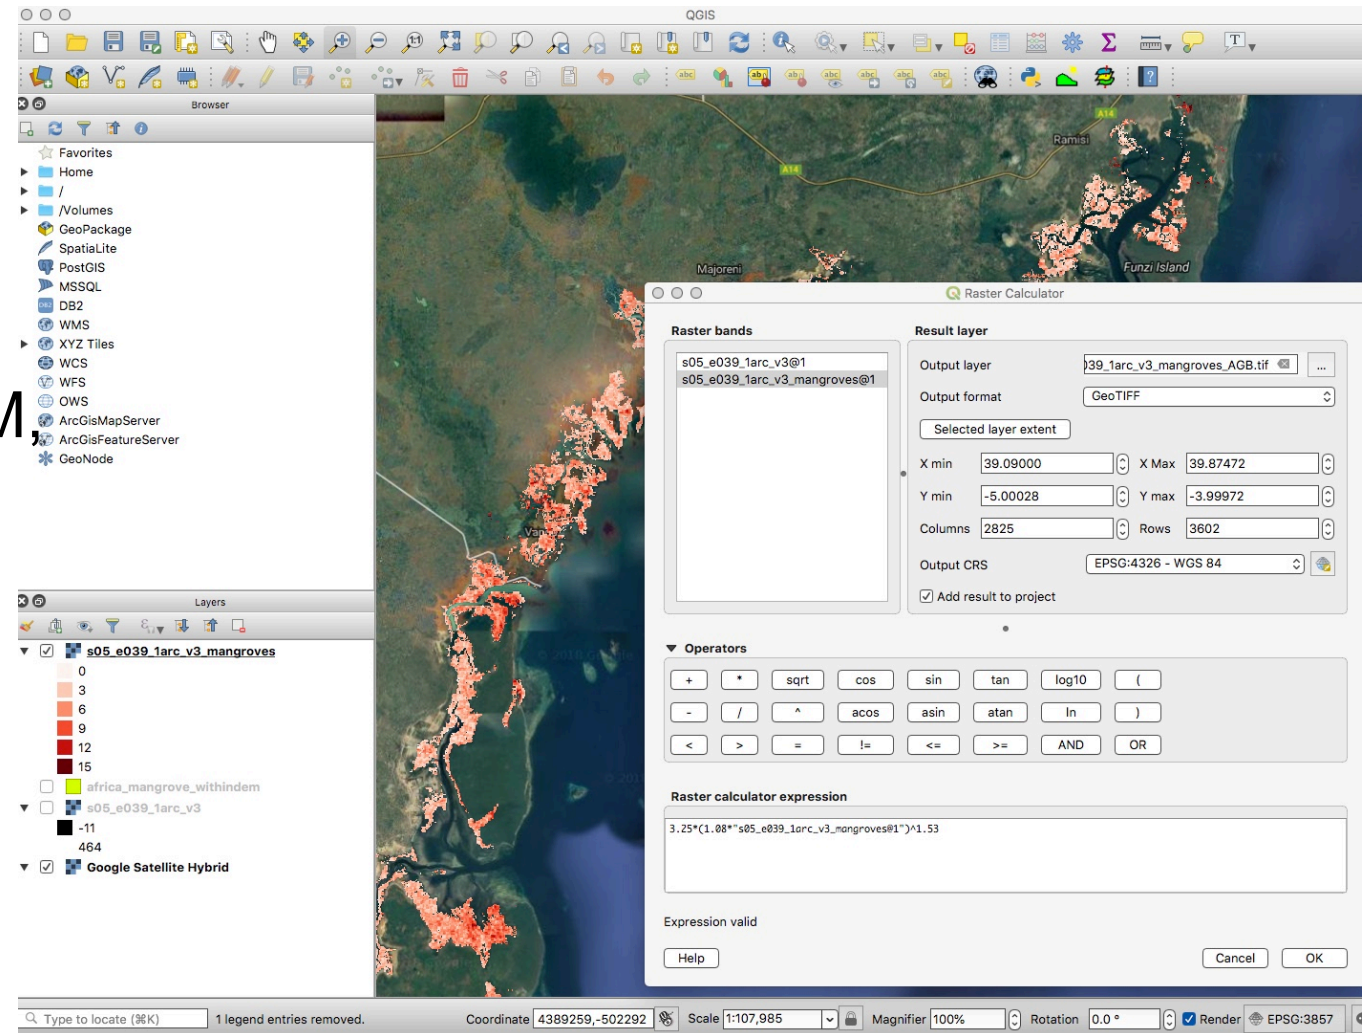 QGIS
Browser
Favorites
Home
/
/Volumes
GeoPackage
SpatiaLite
PostGIS
MSSQL
DB2
WMS
XYZ Tiles
WCS
WFS
OWS
ArcGisMapServer
ArcGisFeatureServer
GeoNode
M,
Layers
s05_e039_1arc_v3_mangroves
0
3
6
9
12
15
africa_mangrove_withindem
s05_e039_1arc_v3
-11
464
Google Satellite Hybrid
A14
Ramisi
A14
Majoreni
Funzi Island
Raster Calculator
Raster bands
s05_e039_1arc_v3@1
s05_e039_1arc_v3_mangroves@1
Result layer
Output layer 039_1arc_v3_mangroves_AGB.tif ...
Output format GeoTIFF
Selected layer extent
X min 39.09000 X Max 39.87472
Y min -5.00028 Y max -3.99972
Columns 2825 Rows 3602
Output CRS EPSG:4326 - WGS 84
Add result to project
Operators
+ * sqrt cos sin tan log10 (
- / ^ acos asin atan ln )
< > = != <= >= AND OR
Raster calculator expression
3.25*(1.08*"s05_e039_1arc_v3_mangroves@1")^1.53
Expression valid
Help Cancel OK
Type to locate (⌘K) 1 legend entries removed. Coordinate 4389259,-502292 Scale 1:107,985 Magnifier 100% Rotation 0.0 ° Render EPSG:3857